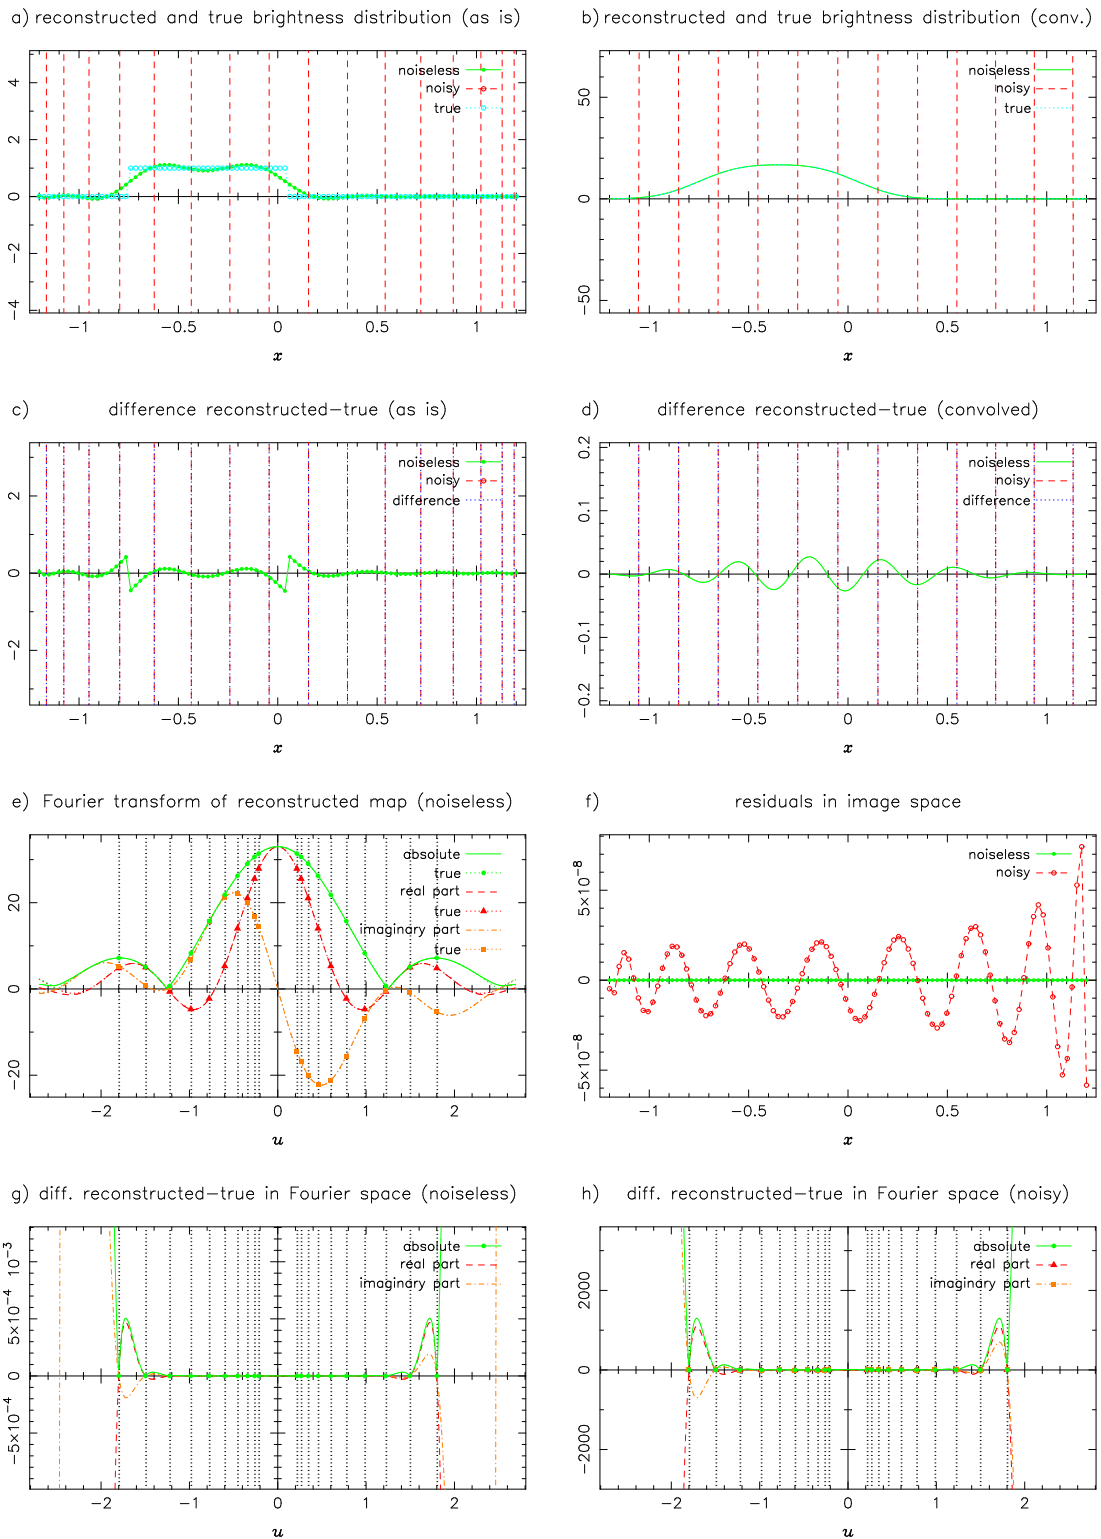 a) reconstructed and true brightness distribution (as is)
noiseless
noisy
true
4
2
0
−2
−4
−1
−0.5
0
0.5
1
x
b) reconstructed and true brightness distribution (conv.)
noiseless
noisy
true
50
0
−50
−1
−0.5
0
0.5
1
x
c) difference reconstructed−true (as is)
noiseless
noisy
difference
2
0
−2
−1
−0.5
0
0.5
1
x
d) difference reconstructed−true (convolved)
noiseless
noisy
difference
0.2
0.1
0
−0.1
−0.2
−1
−0.5
0
0.5
1
x
e) Fourier transform of reconstructed map (noiseless)
absolute
true
real part
true
imaginary part
true
20
0
−20
−2
−1
0
1
2
u
f) residuals in image space
noiseless
noisy
5×10−8
0
−5×10−8
−1
−0.5
0
0.5
1
x
g) diff. reconstructed−true in Fourier space (noiseless)
absolute
real part
imaginary part
10−3
5×10−4
0
−5×10−4
−2
−1
0
1
2
u
h) diff. reconstructed−true in Fourier space (noisy)
absolute
real part
imaginary part
2000
0
−2000
−2
−1
0
1
2
u